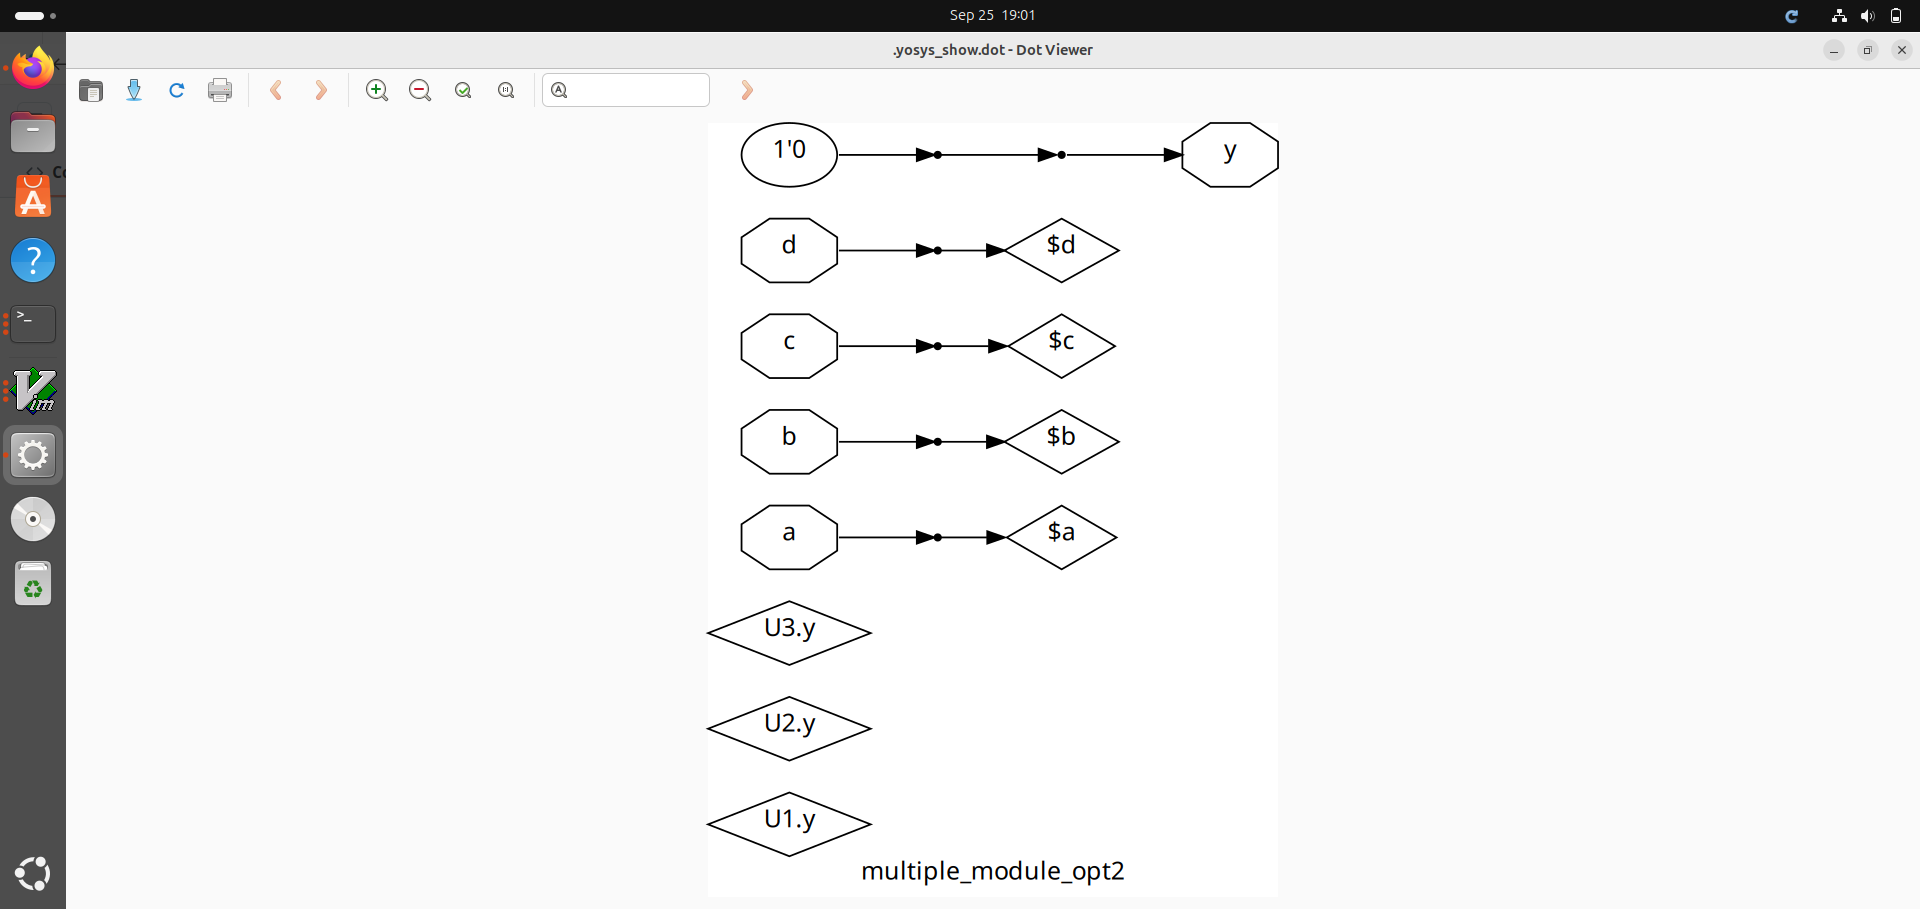 Sep 25 19:01
.yosys_show.dot - Dot Viewer
1'0
y
d
$d
c
$c
b
$b
a
$a
U3.y
U2.y
U1.y
multiple_module_opt2